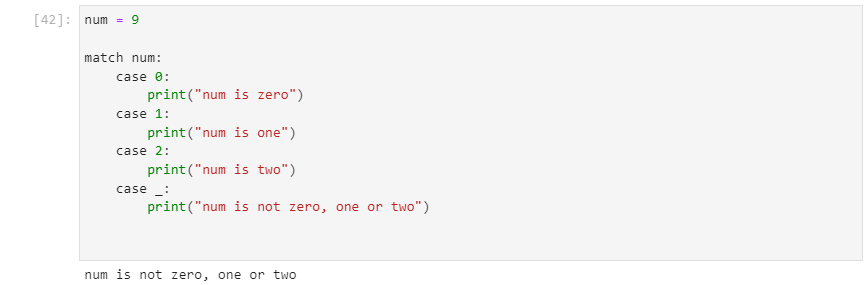 [42]: num = 9
match num:
    case 0:
        print("num is zero")
    case 1:
        print("num is one")
    case 2:
        print("num is two")
    case _:
        print("num is not zero, one or two")
num is not zero, one or two